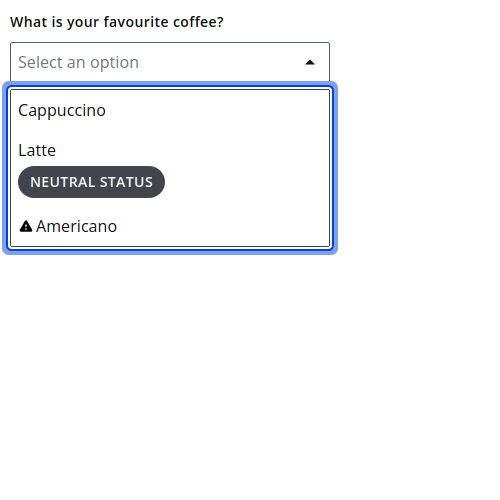 What is your favourite coffee?
Select an option
Cappuccino
Latte
NEUTRAL STATUS
Americano